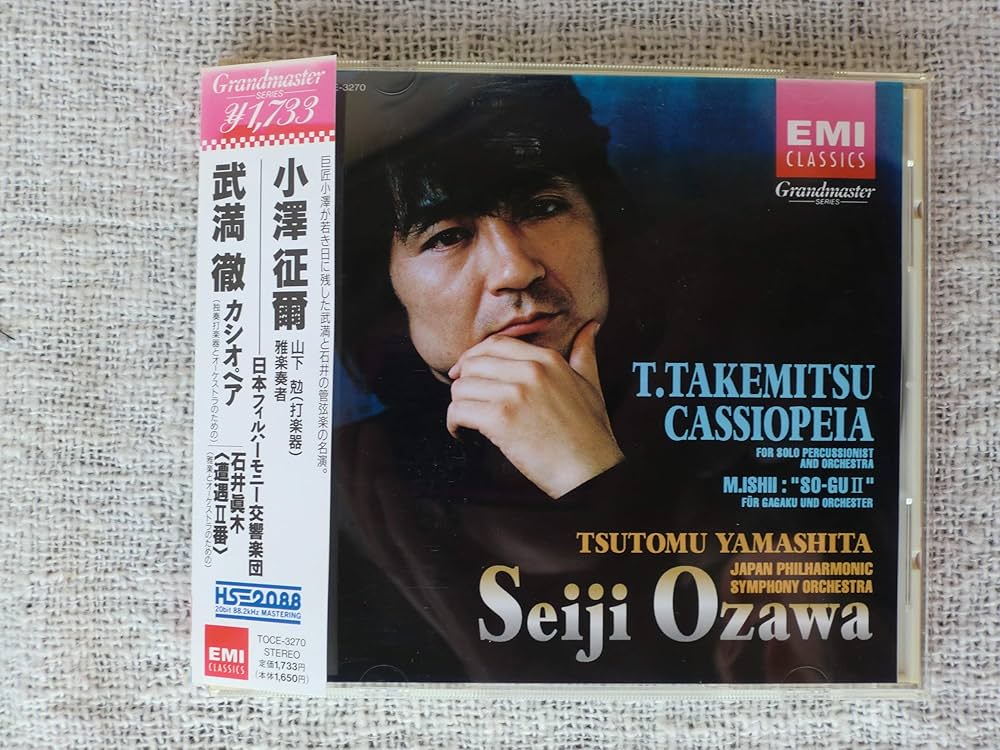 Grandmaster
SERIES
¥1,733
巨匠小澤が若き日に残した武満と石井の管弦楽の名演。
小澤征爾
山下 勉(打楽器)
雅楽奏者
日本フィルハーモニー交響楽団
武満 徹 カシオペア
(独奏打楽器とオーケストラのための)
石井眞木
〈遭遇Ⅱ番〉
(雅楽とオーケストラのための)
HS-2088
20bit 88.2kHz MASTERING
EMI
CLASSICS
TOCE-3270
STEREO
定価1,733円
(本体1,650円)
E-3270
EMI
CLASSICS
Grandmaster
SERIES
T.TAKEMITSU
CASSIOPEIA
FOR SOLO PERCUSSIONIST
AND ORCHESTRA
M.ISHII : "SO-GU Ⅱ"
FÜR GAGAKU UND ORCHESTER
TSUTOMU YAMASHITA
JAPAN PHILHARMONIC
SYMPHONY ORCHESTRA
Seiji Ozawa